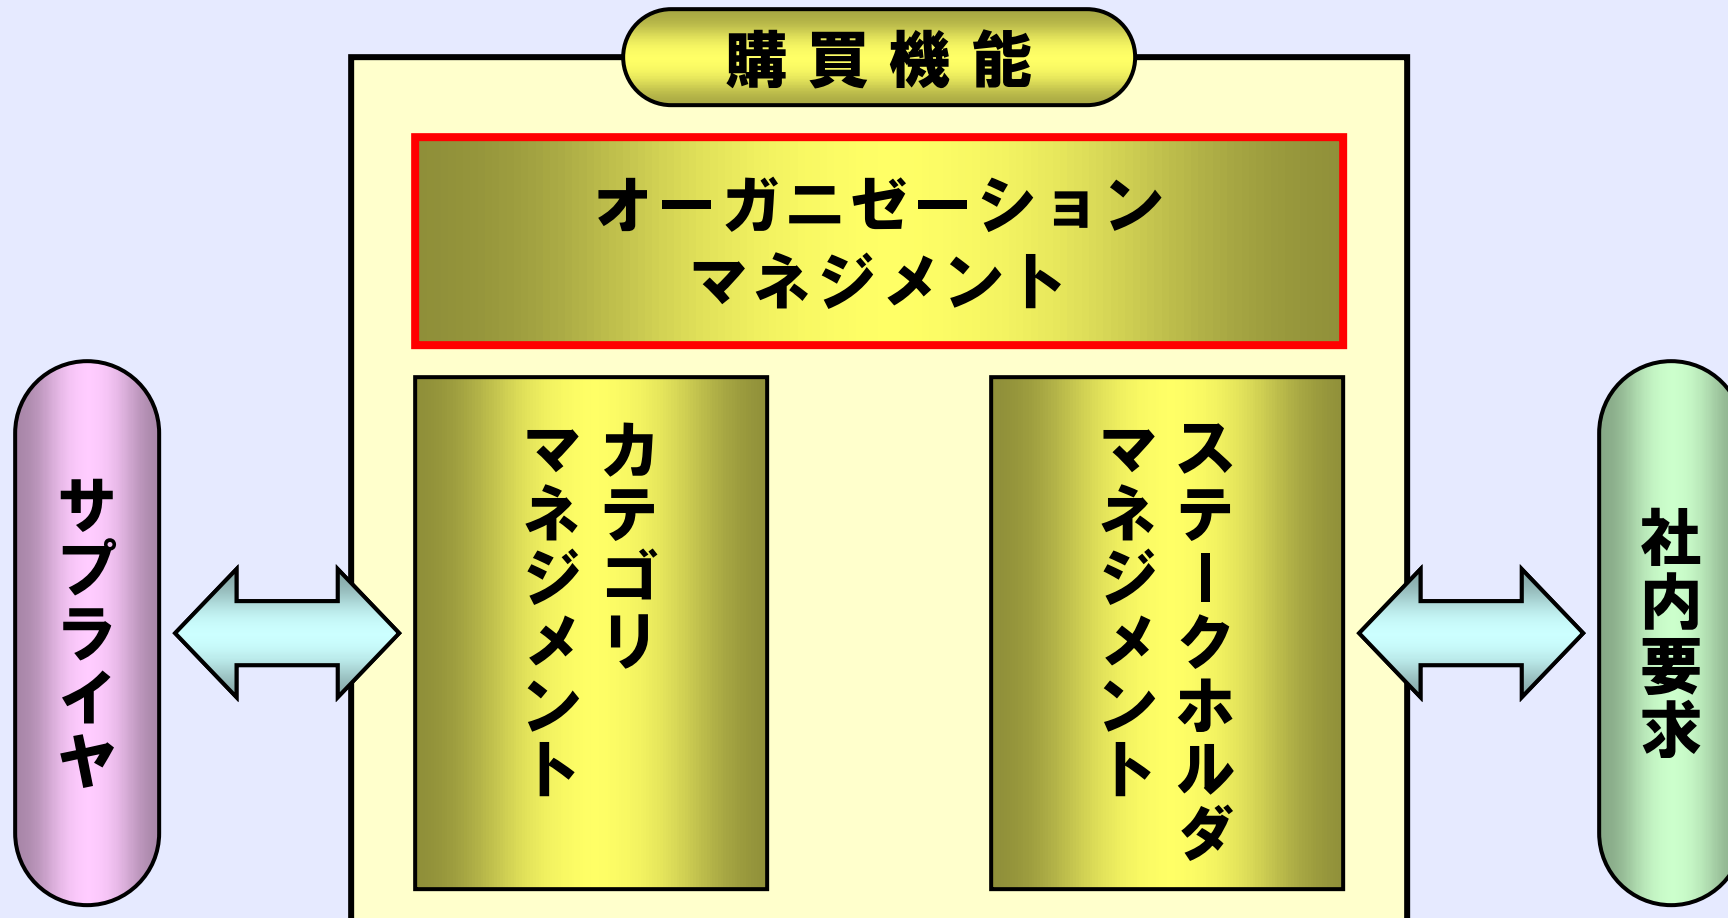 購買機能
オーガニゼーション
マネジメント
サプライヤ
カテゴリ
マネジメント
ステークホルダ
マネジメント
社内要求